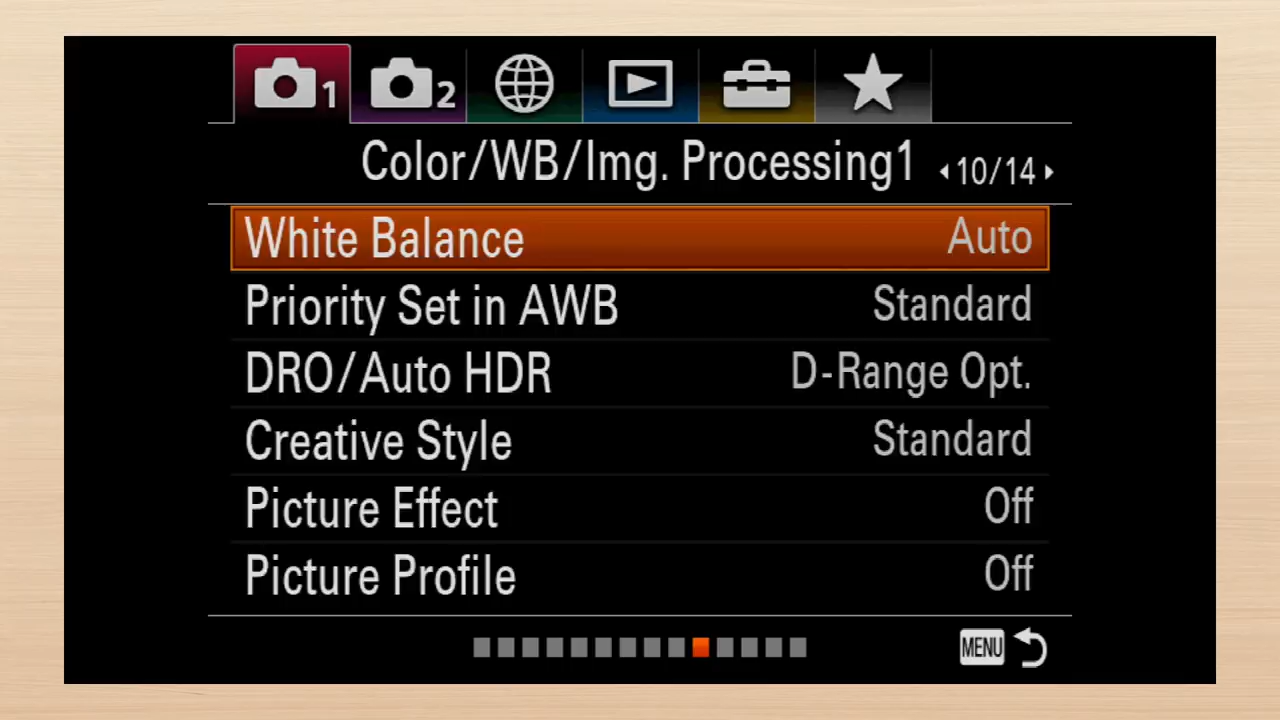 1 2
Color/WB/Img. Processing1 10/14
White Balance Auto
Priority Set in AWB Standard
DRO/Auto HDR D-Range Opt.
Creative Style Standard
Picture Effect Off
Picture Profile Off
MENU